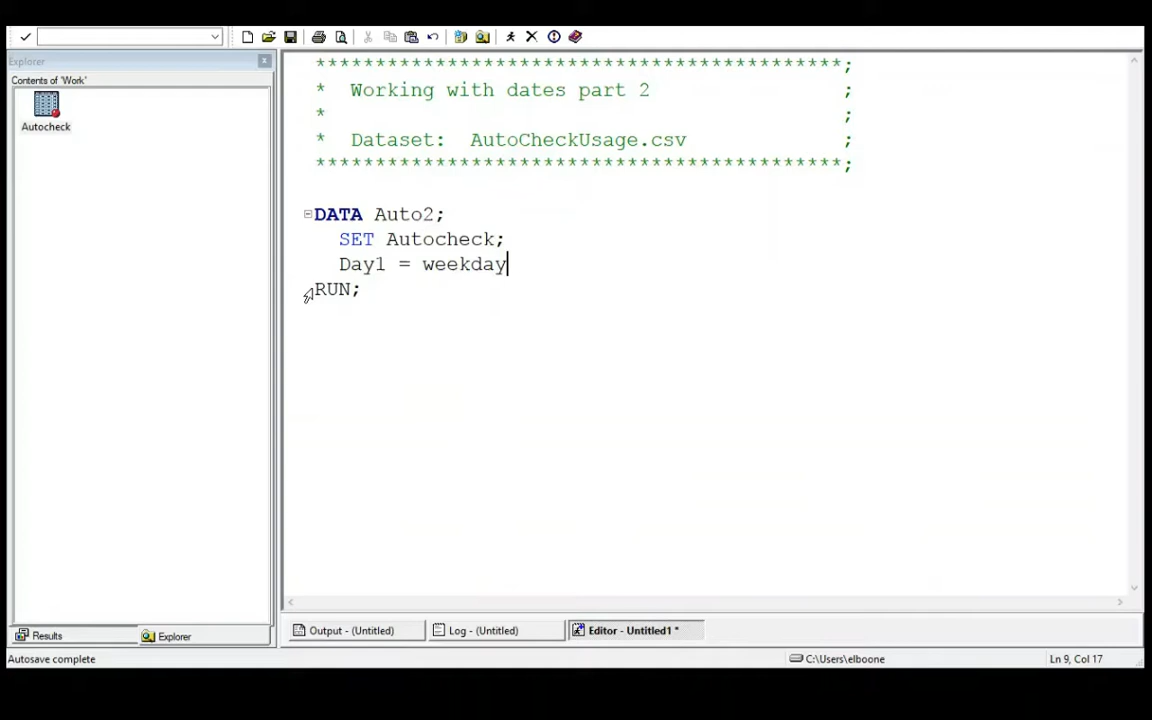 Explorer
Contents of 'Work'
Autocheck
*******************************************;
* Working with dates part 2 ;
* ;
* Dataset: AutoCheckUsage.csv ;
*******************************************;
DATA Auto2;
SET Autocheck;
Day1 = weekday
RUN;
Results
Explorer
Output - (Untitled)
Log - (Untitled)
Editor - Untitled1 *
Autosave complete
C:\Users\elboone
Ln 9, Col 17